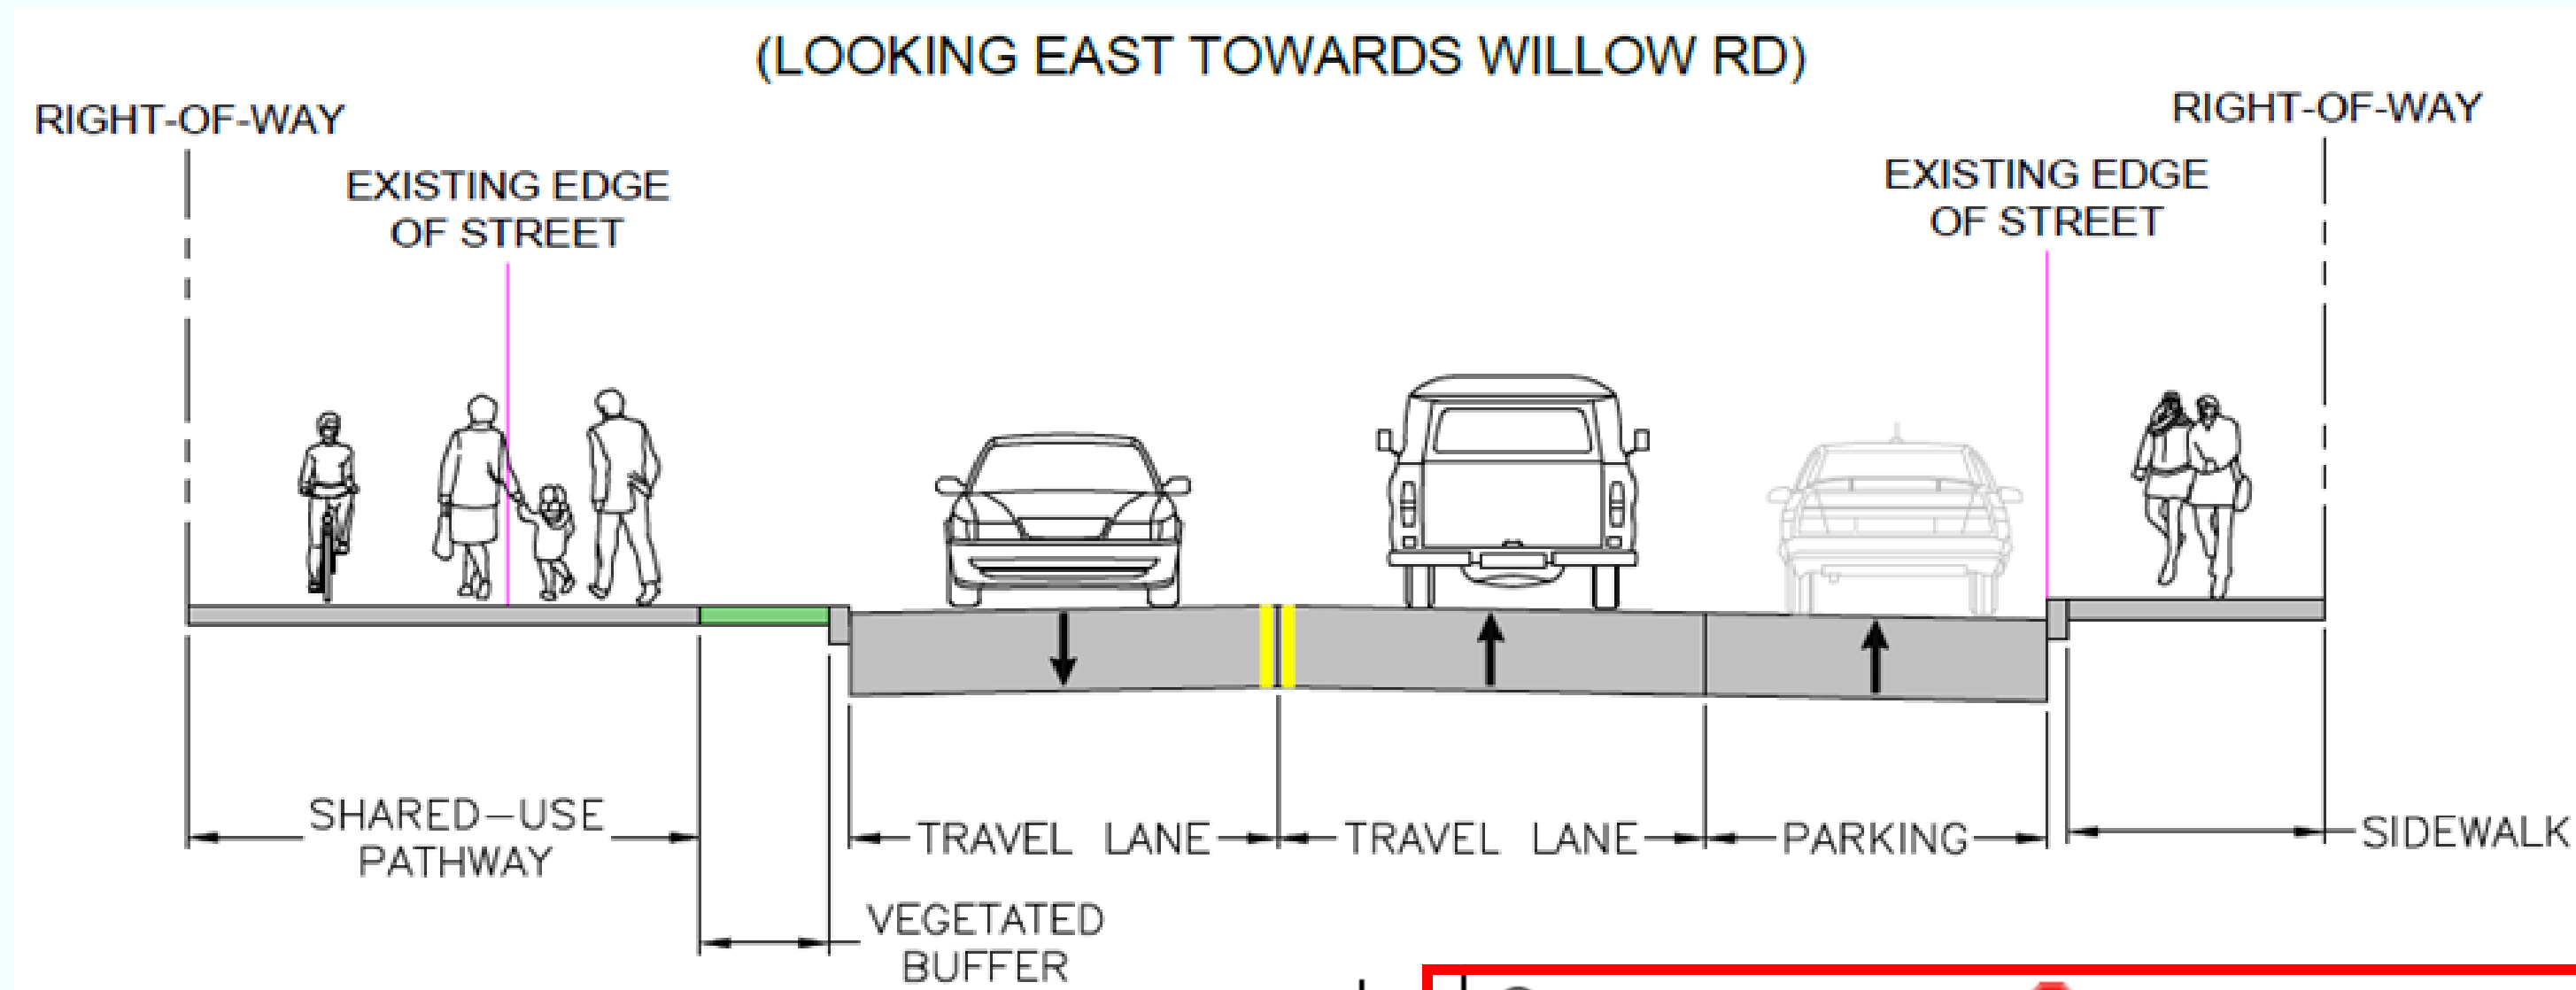 (LOOKING EAST TOWARDS WILLOW RD)
RIGHT-OF-WAY
RIGHT-OF-WAY
EXISTING EDGE
OF STREET
EXISTING EDGE
OF STREET
SHARED-USE
PATHWAY
TRAVEL LANE
TRAVEL LANE
PARKING
SIDEWALK
VEGETATED
BUFFER